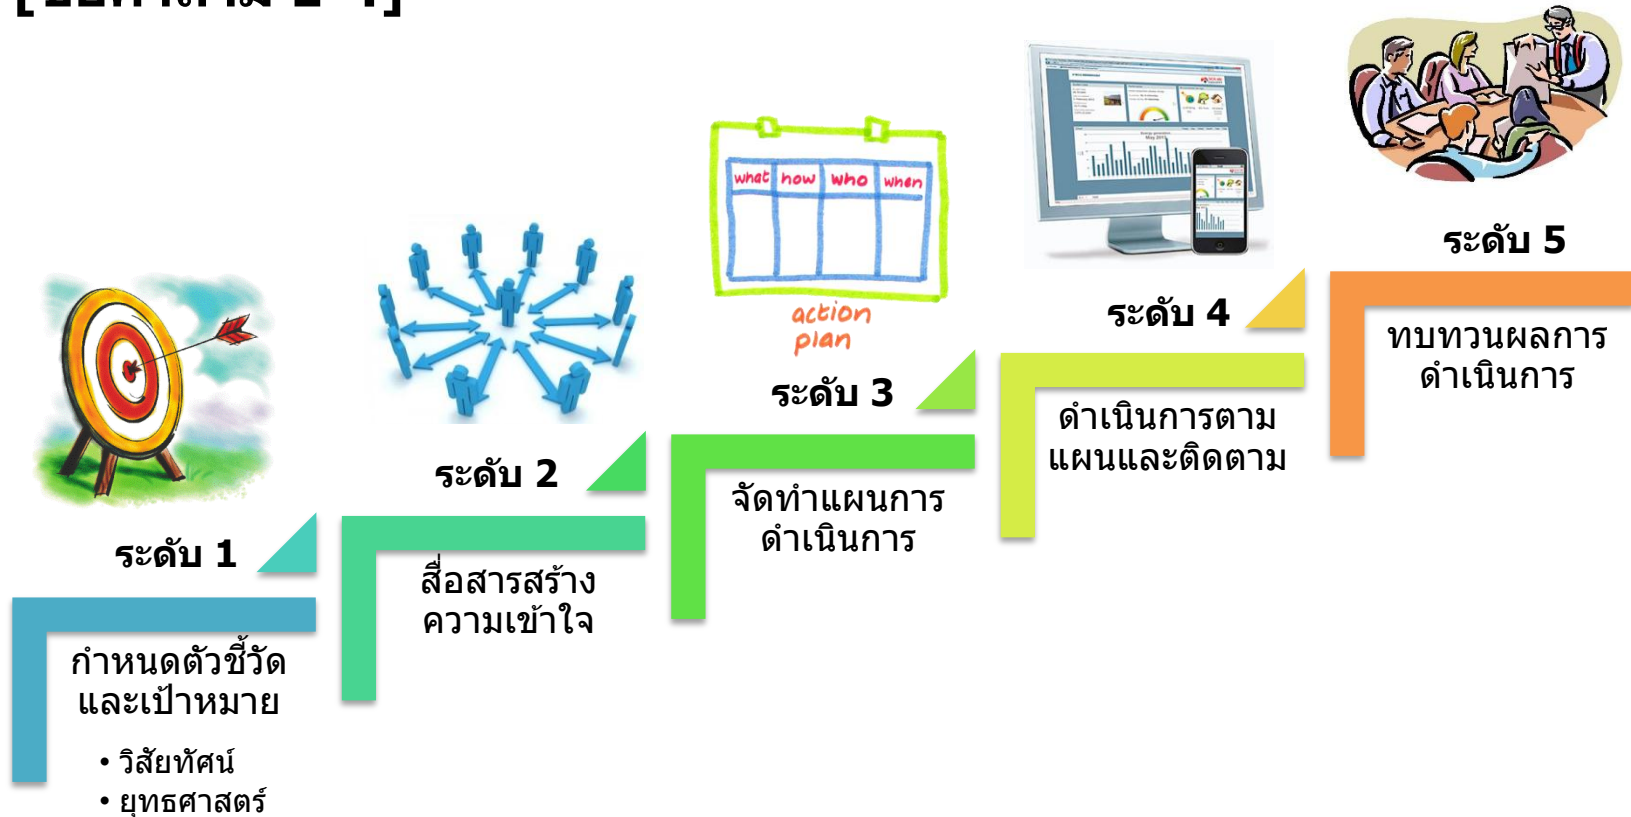 ระดับ 1
กำหนดตัวชี้วัด
และเป้าหมาย
• วิสัยทัศน์
• ยุทธศาสตร์
ระดับ 2
สื่อสารสร้าง
ความเข้าใจ
what how who when
action
plan
ระดับ 3
จัดทำแผนการ
ดำเนินการ
ระดับ 4
ดำเนินการตาม
แผนและติดตาม
ระดับ 5
ทบทวนผลการ
ดำเนินการ